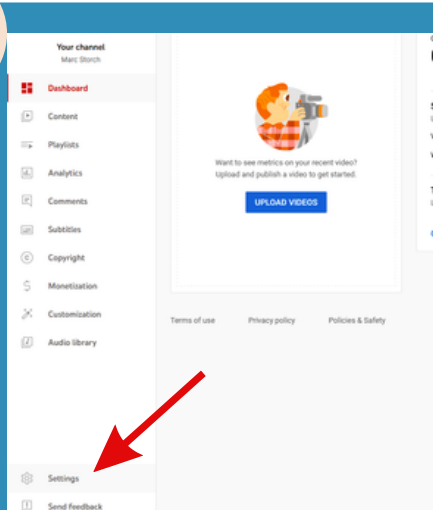 Your channel
Marc Storch
Dashboard
Content
Playlists
Analytics
Comments
Subtitles
Copyright
Monetization
Customization
Audio library
Settings
Send feedback
Want to see metrics on your recent video?
Upload and publish a video to get started.
UPLOAD VIDEOS
Terms of use
Privacy policy
Policies & Safety